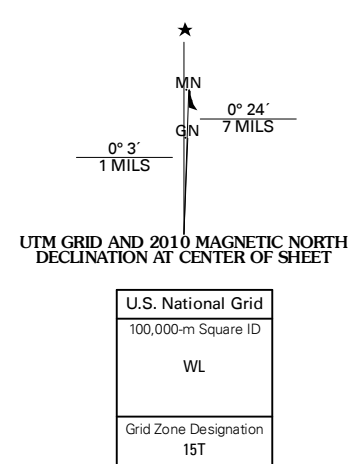 ★
MN
0° 24´
7 MILS
GN
0° 3´
1 MILS
UTM GRID AND 2010 MAGNETIC NORTH
DECLINATION AT CENTER OF SHEET
U.S. National Grid
100,000-m Square ID
WL
Grid Zone Designation
15T